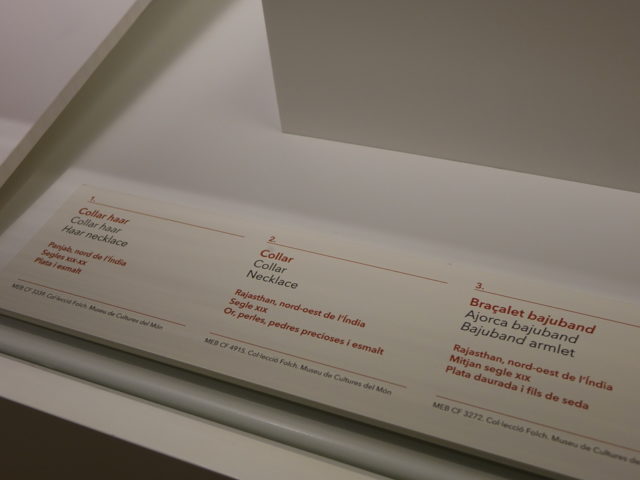 1.
Collar haar
Collar haar
Haar necklace
Panjab, nord de l'Índia
Segles XIX-XX
Plata i esmalt
MEB CF 3239. Col·lecció Folch. Museu de Cultures del Món
2.
Collar
Collar
Necklace
Rajasthan, nord-oest de l'Índia
Segle XIX
Or, perles, pedres precioses i esmalt
MEB CF 4915. Col·lecció Folch. Museu de Cultures del Món
3.
Braçalet bajuband
Ajorca bajuband
Bajuband armlet
Rajasthan, nord-oest de l'Índia
Mitjan segle XIX
Plata daurada i fils de seda
MEB CF 3272. Col·lecció Folch. Museu de Cultures de